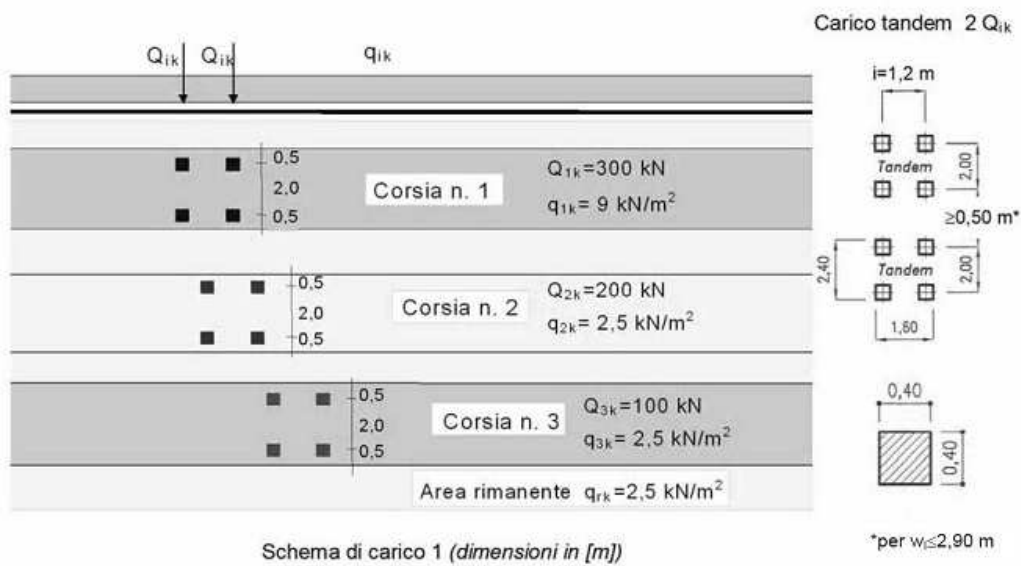 Carico tandem 2 Qik
Qik Qik qik
i=1,2 m
0.5
2.0
0.5
Corsia n. 1
Q1k=300 kN
q1k= 9 kN/m²
Tandem
2,00
≥0,50 m*
0.5
2.0
0.5
Corsia n. 2
Q2k=200 kN
q2k= 2,5 kN/m²
2,40
Tandem
2,00
1,60
0.5
2.0
0,5
Corsia n. 3
Q3k=100 kN
q3k= 2,5 kN/m²
0,40
0,40
Area rimanente qrk=2,5 kN/m²
Schema di carico 1 (dimensioni in [m])
*per wl≤2,90 m